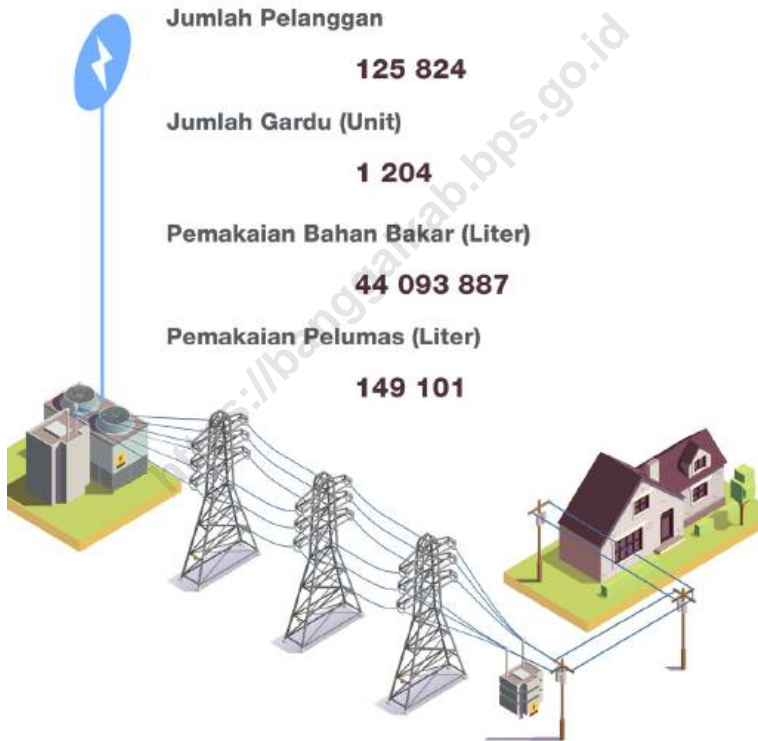 Jumlah Pelanggan
125 824
Jumlah Gardu (Unit)
1 204
Pemakaian Bahan Bakar (Liter)
44 093 887
Pemakaian Pelumas (Liter)
149 101
https://banggaikab.bps.go.id